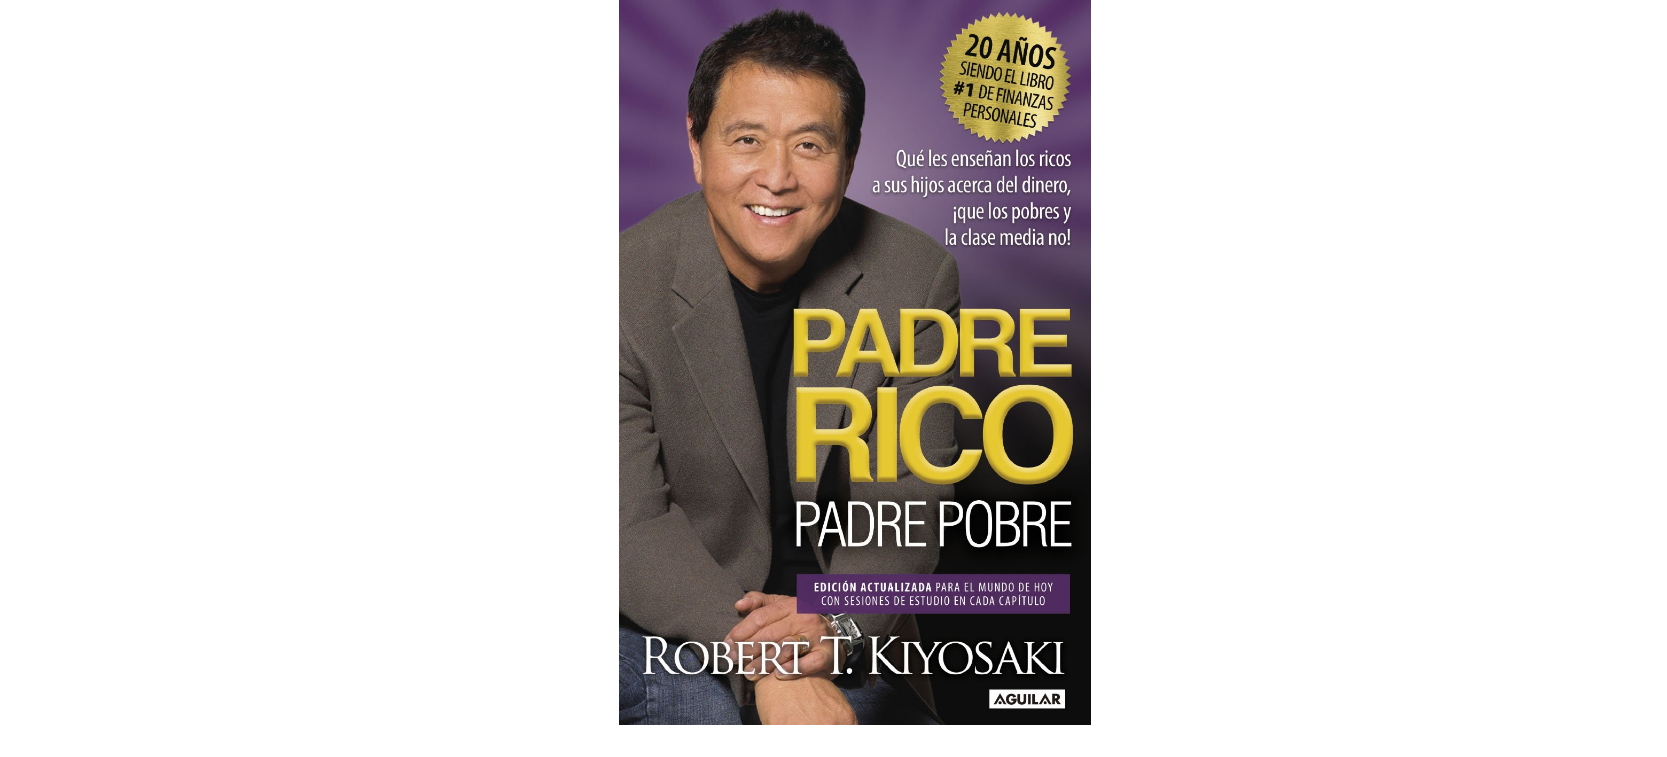 20 AÑOS
SIENDO EL LIBRO
#1 DE FINANZAS
PERSONALES
Qué les enseñan los ricos
a sus hijos acerca del dinero,
¡que los pobres y
la clase media no!
PADRE
RICO
PADRE POBRE
EDICIÓN ACTUALIZADA PARA EL MUNDO DE HOY
CON SESIONES DE ESTUDIO EN CADA CAPÍTULO
ROBERT T. KIYOSAKI
AGUILAR